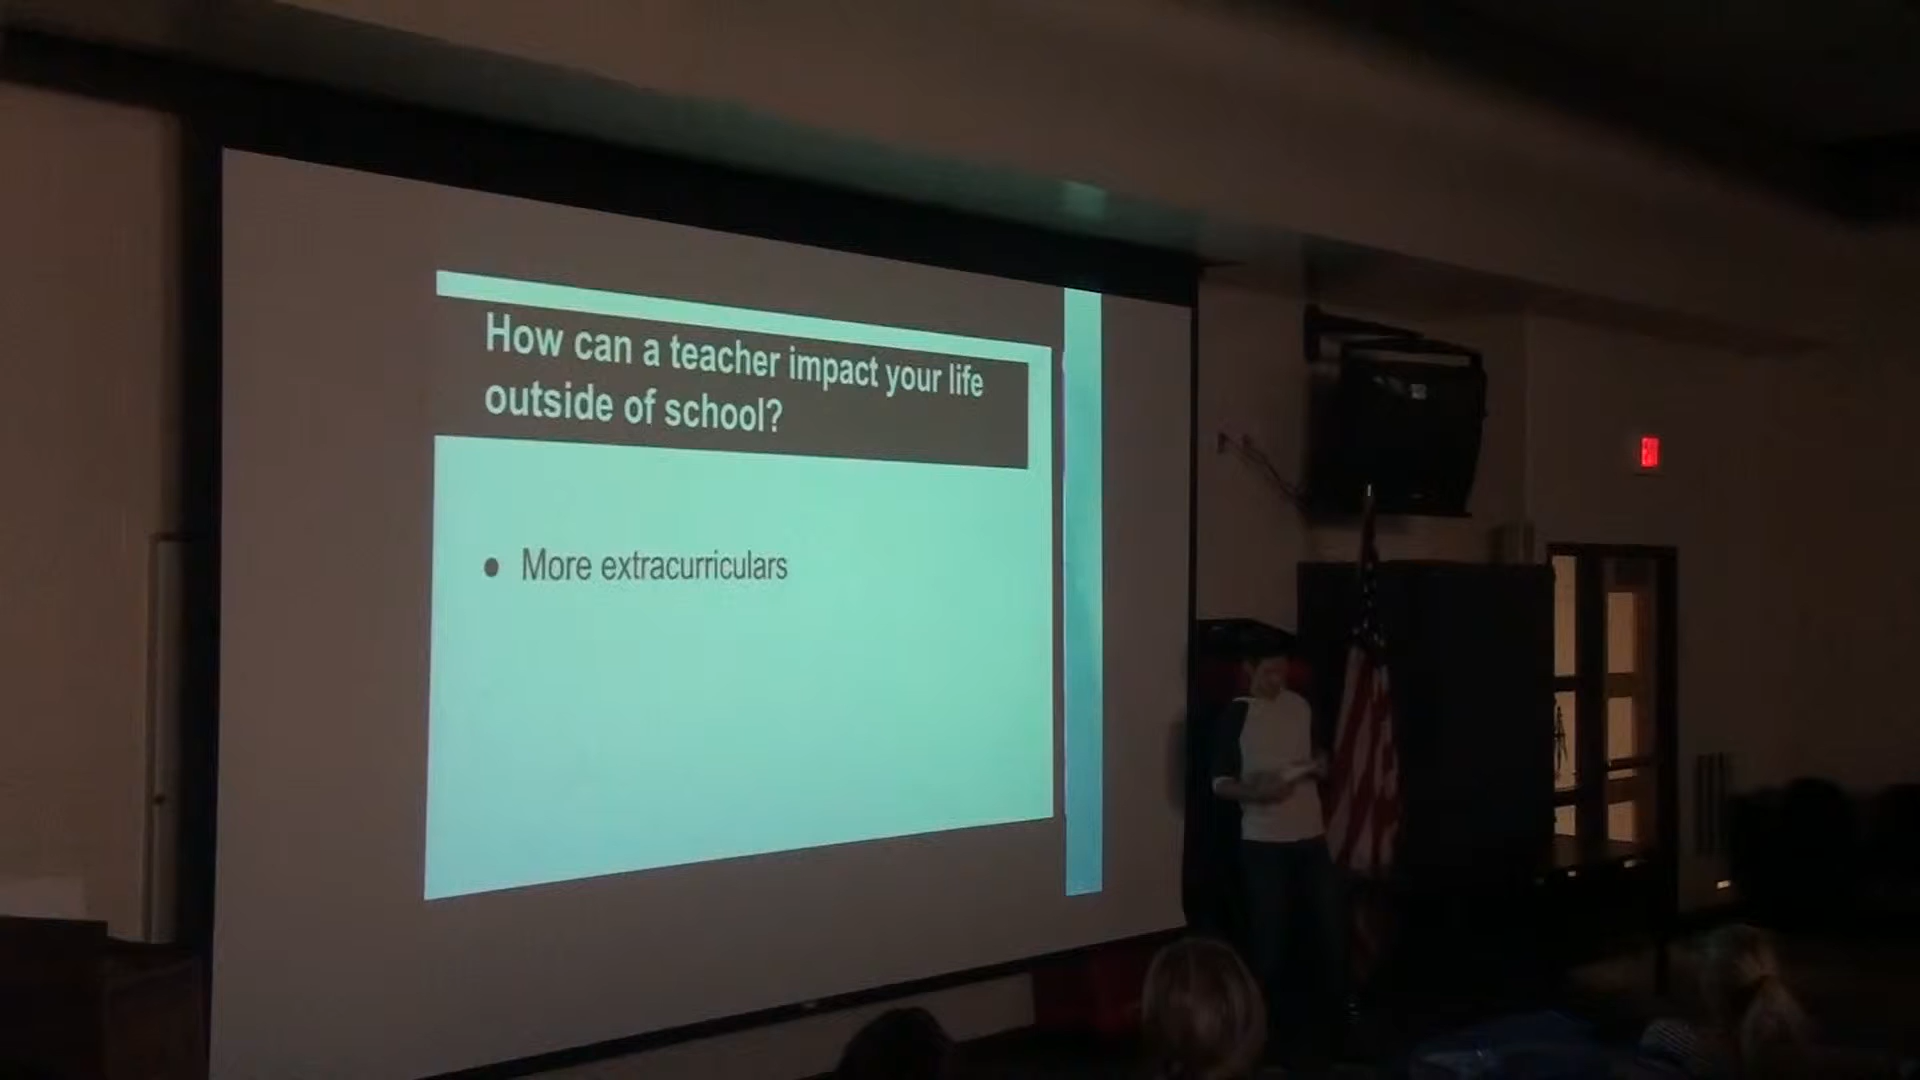 How can a teacher impact your life
outside of school?
● More extracurriculars